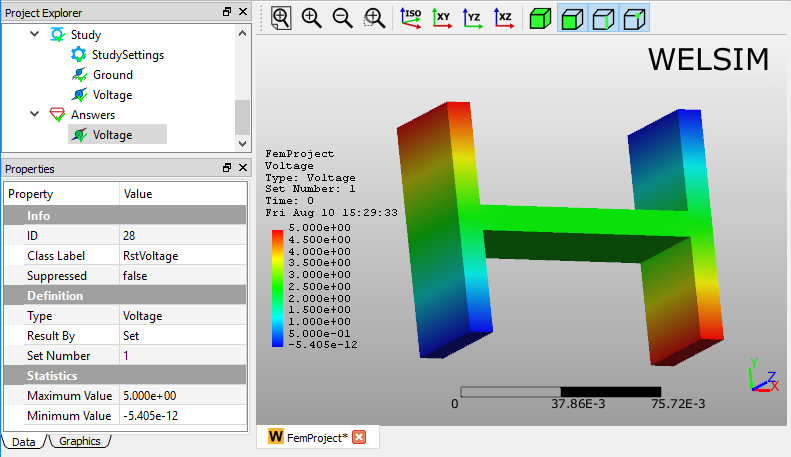 Project Explorer
Study
StudySettings
Ground
Voltage
Answers
Voltage
Properties
Property Value
Info
ID 28
Class Label RstVoltage
Suppressed false
Definition
Type Voltage
Result By Set
Set Number 1
Statistics
Maximum Value 5.000e+00
Minimum Value -5.405e-12
Data Graphics
ISO XY YZ XZ
WELSIM
FemProject
Voltage
Type: Voltage
Set Number: 1
Time: 0
Fri Aug 10 15:29:33
5.000e+00
4.500e+00
4.000e+00
3.500e+00
3.000e+00
2.500e+00
2.000e+00
1.500e+00
1.000e+00
5.000e-01
-5.405e-12
Y
Z
X
0 37.86E-3 75.72E-3
W FemProject*